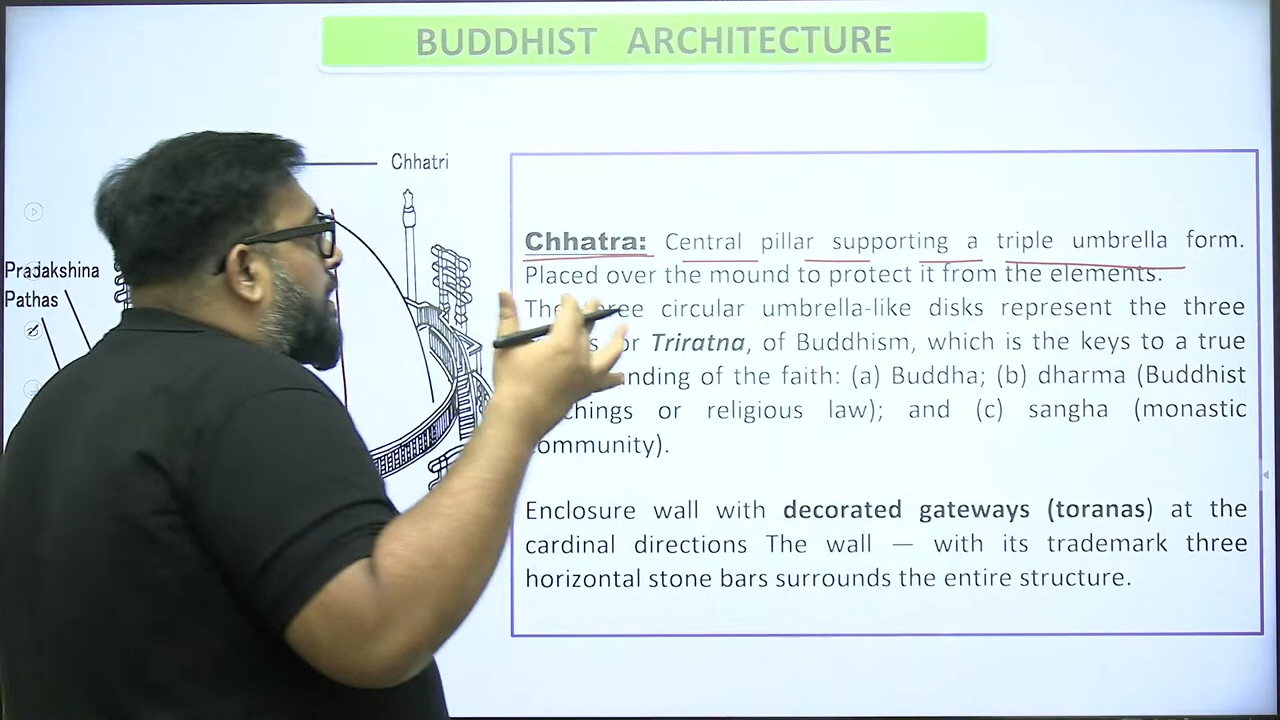 BUDDHIST ARCHITECTURE
Chhatri
Pradakshina
Pathas
Chhatra: Central pillar supporting a triple umbrella form.
Placed over the mound to protect it from the elements.
circular umbrella-like disks represent the three
Triratna, of Buddhism, which is the keys to a true
of the faith: (a) Buddha; (b) dharma (Buddhist
or religious law); and (c) sangha (monastic
community).
Enclosure wall with decorated gateways (toranas) at the
cardinal directions The wall — with its trademark three
horizontal stone bars surrounds the entire structure.